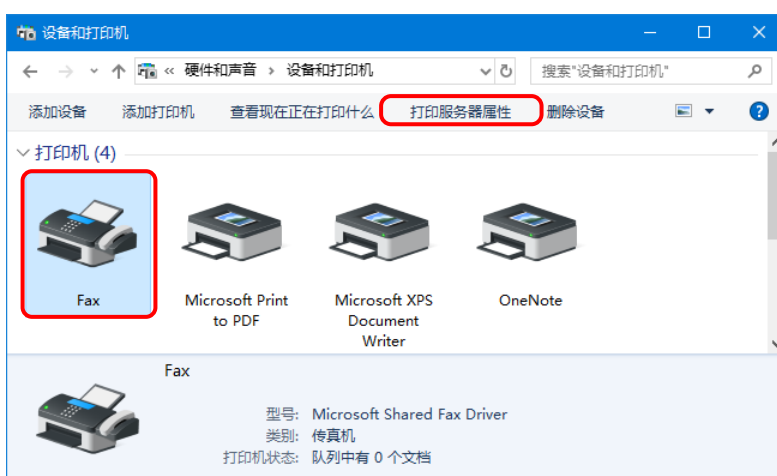 设备和打印机
« 硬件和声音 › 设备和打印机
搜索"设备和打印机"
添加设备 添加打印机 查看现在正在打印什么 打印服务器属性 删除设备
打印机 (4)
Fax
Microsoft Print
to PDF
Microsoft XPS
Document
Writer
OneNote
Fax
型号: Microsoft Shared Fax Driver
类别: 传真机
打印机状态: 队列中有 0 个文档